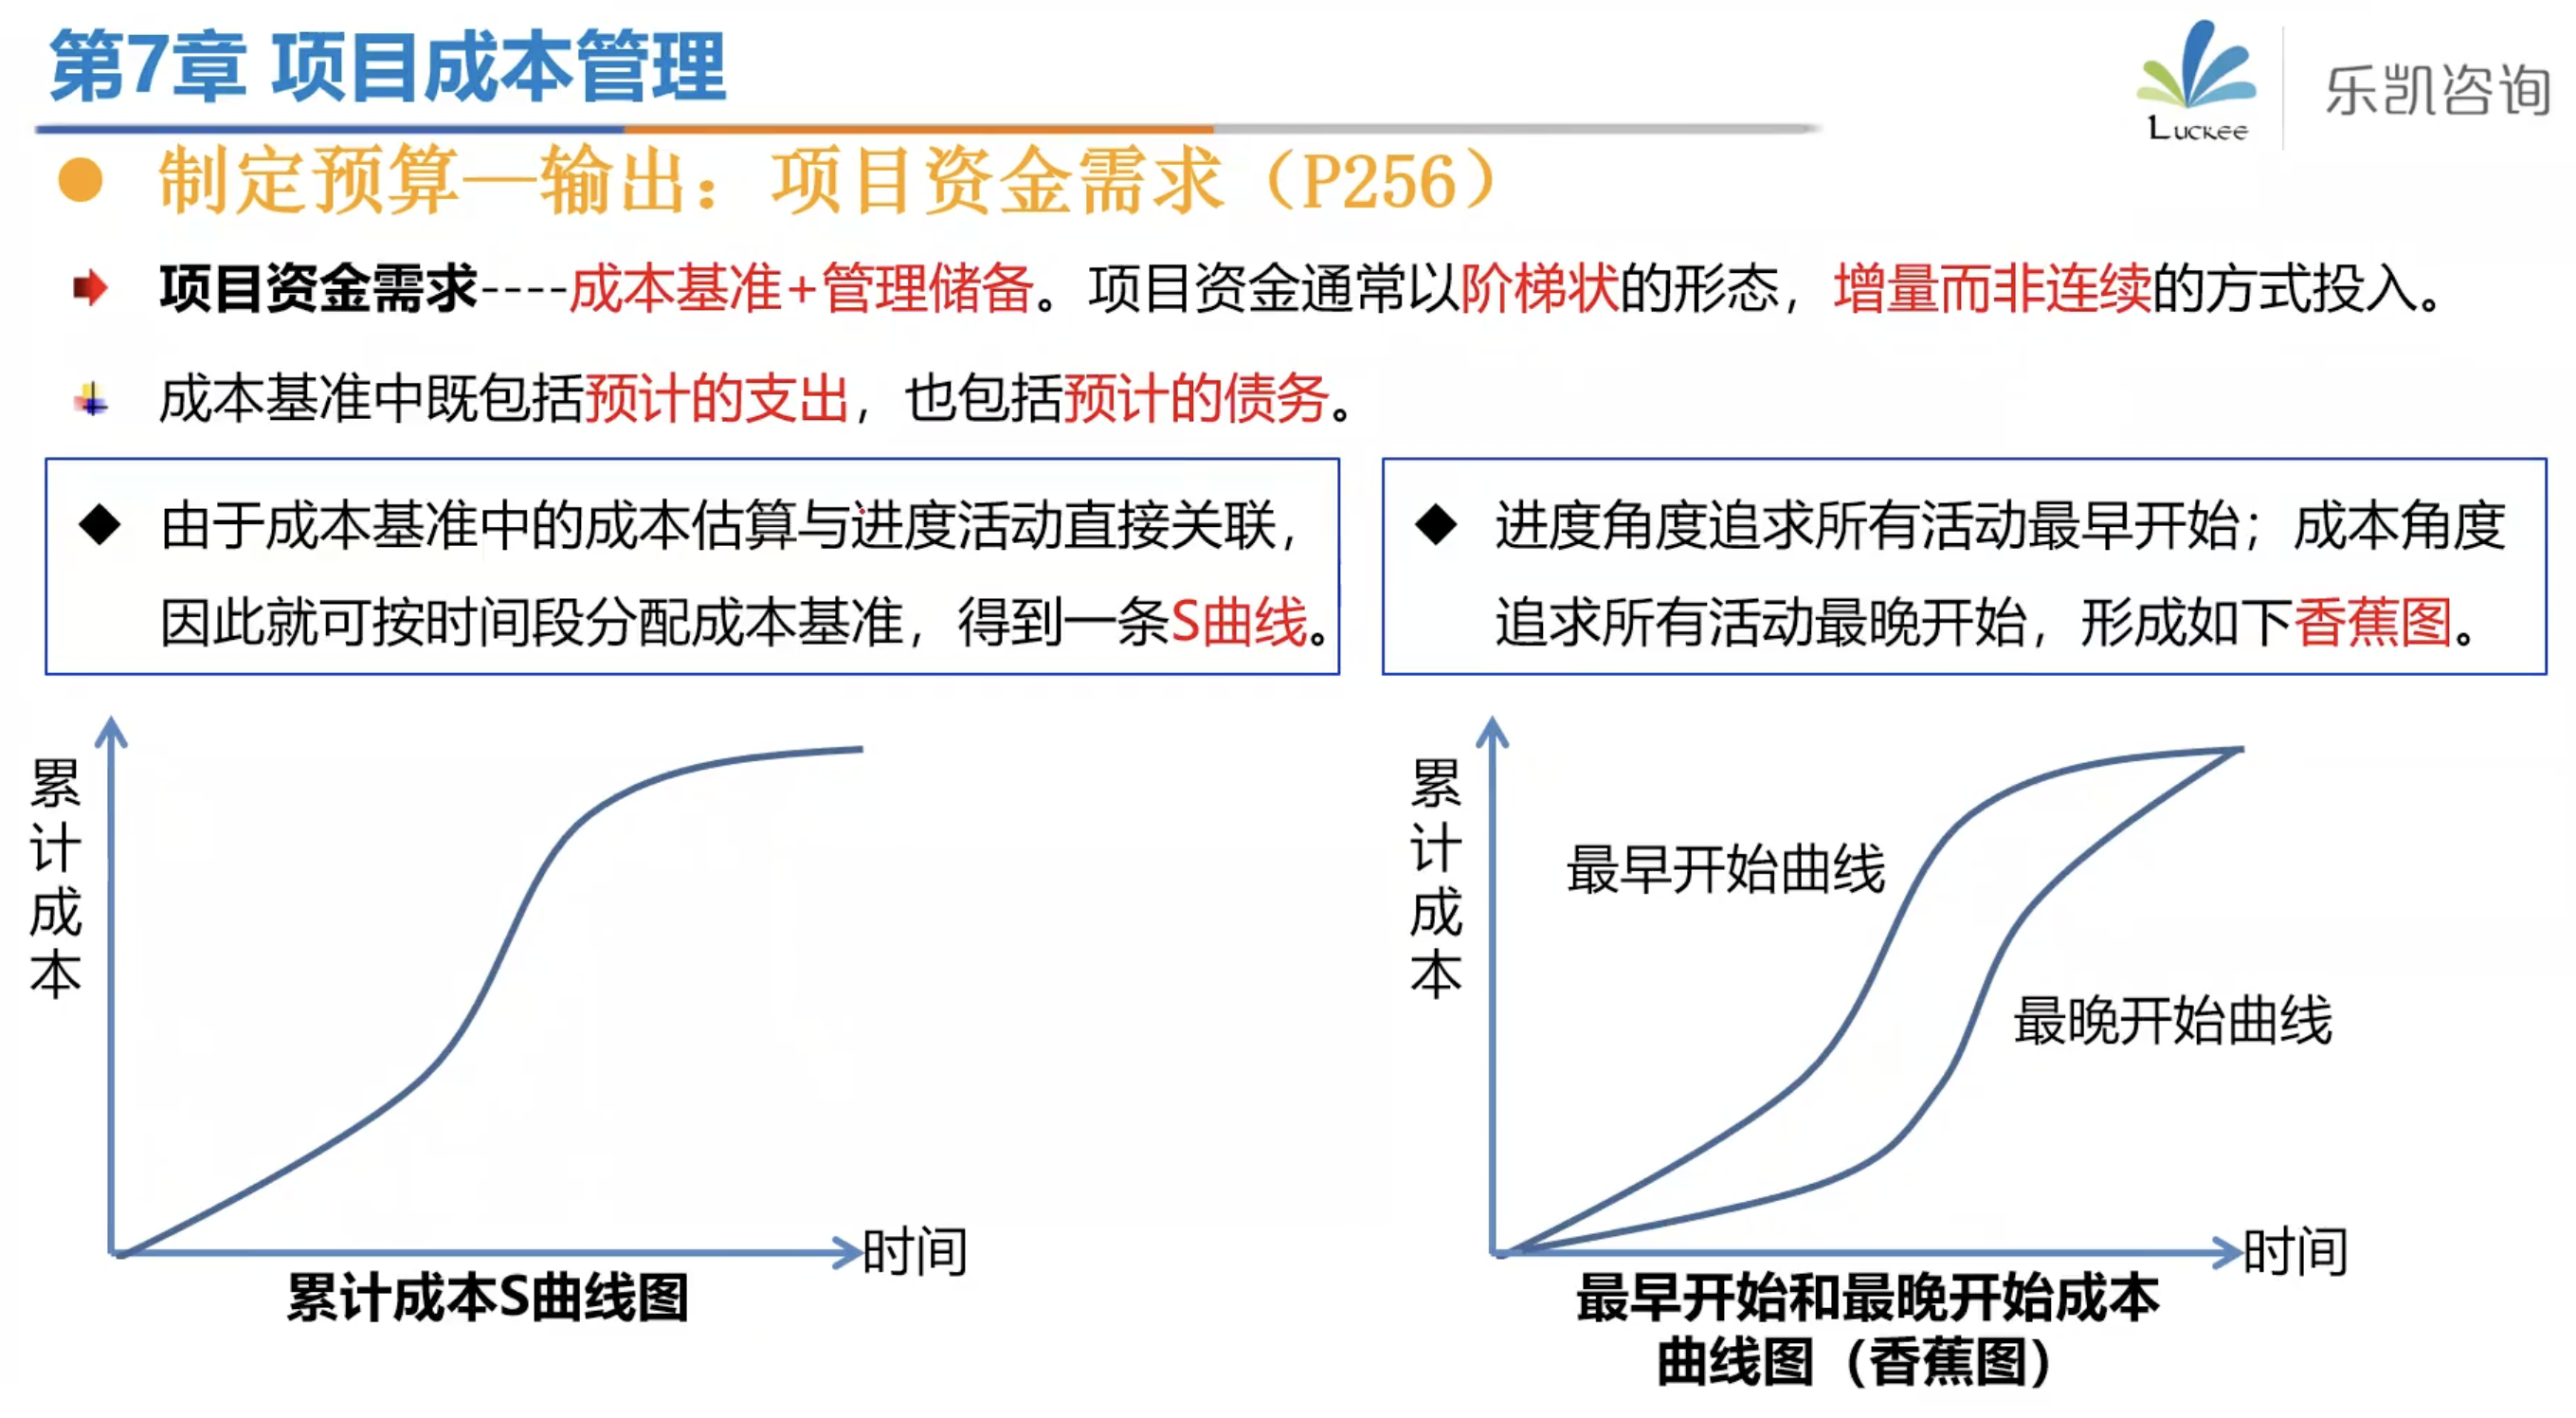 第7章 项目成本管理
LUCKEE
乐凯咨询
制定预算—输出：项目资金需求（P256）
项目资金需求----成本基准+管理储备。项目资金通常以阶梯状的形态，增量而非连续的方式投入。
成本基准中既包括预计的支出，也包括预计的债务。
由于成本基准中的成本估算与进度活动直接关联，
因此就可按时间段分配成本基准，得到一条S曲线。
进度角度追求所有活动最早开始；成本角度
追求所有活动最晚开始，形成如下香蕉图。
累计成本
时间
累计成本S曲线图
累计成本
最早开始曲线
最晚开始曲线
时间
最早开始和最晚开始成本
曲线图（香蕉图）